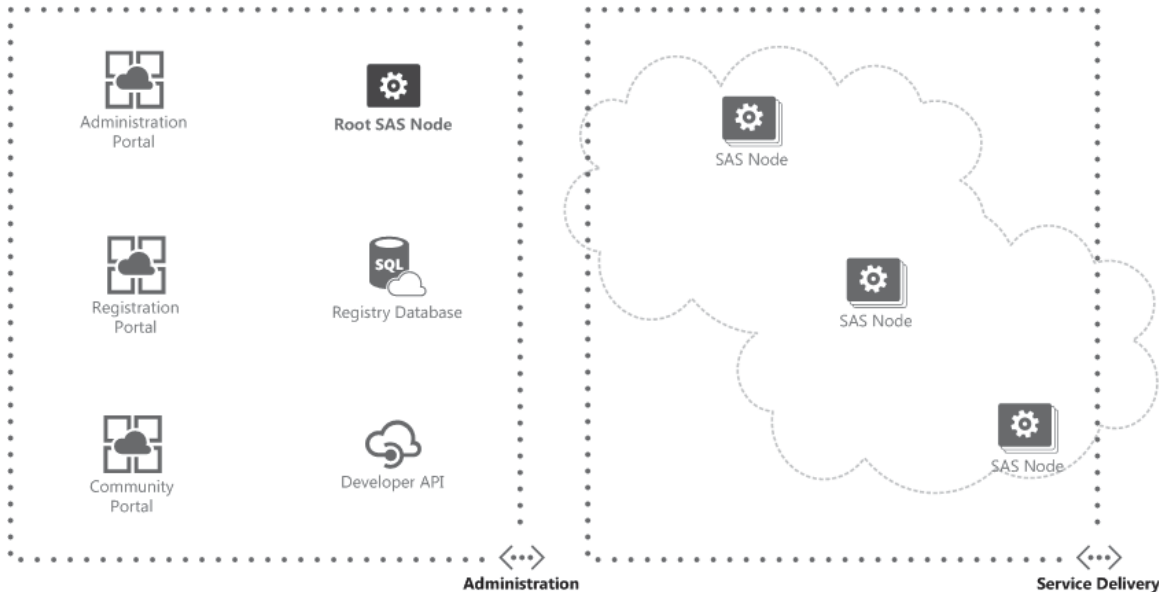 Administration
Portal
Root SAS Node
SAS Node
Registration
Portal
SQL
Registry Database
SAS Node
Community
Portal
Developer API
SAS Node
Administration
Service Delivery